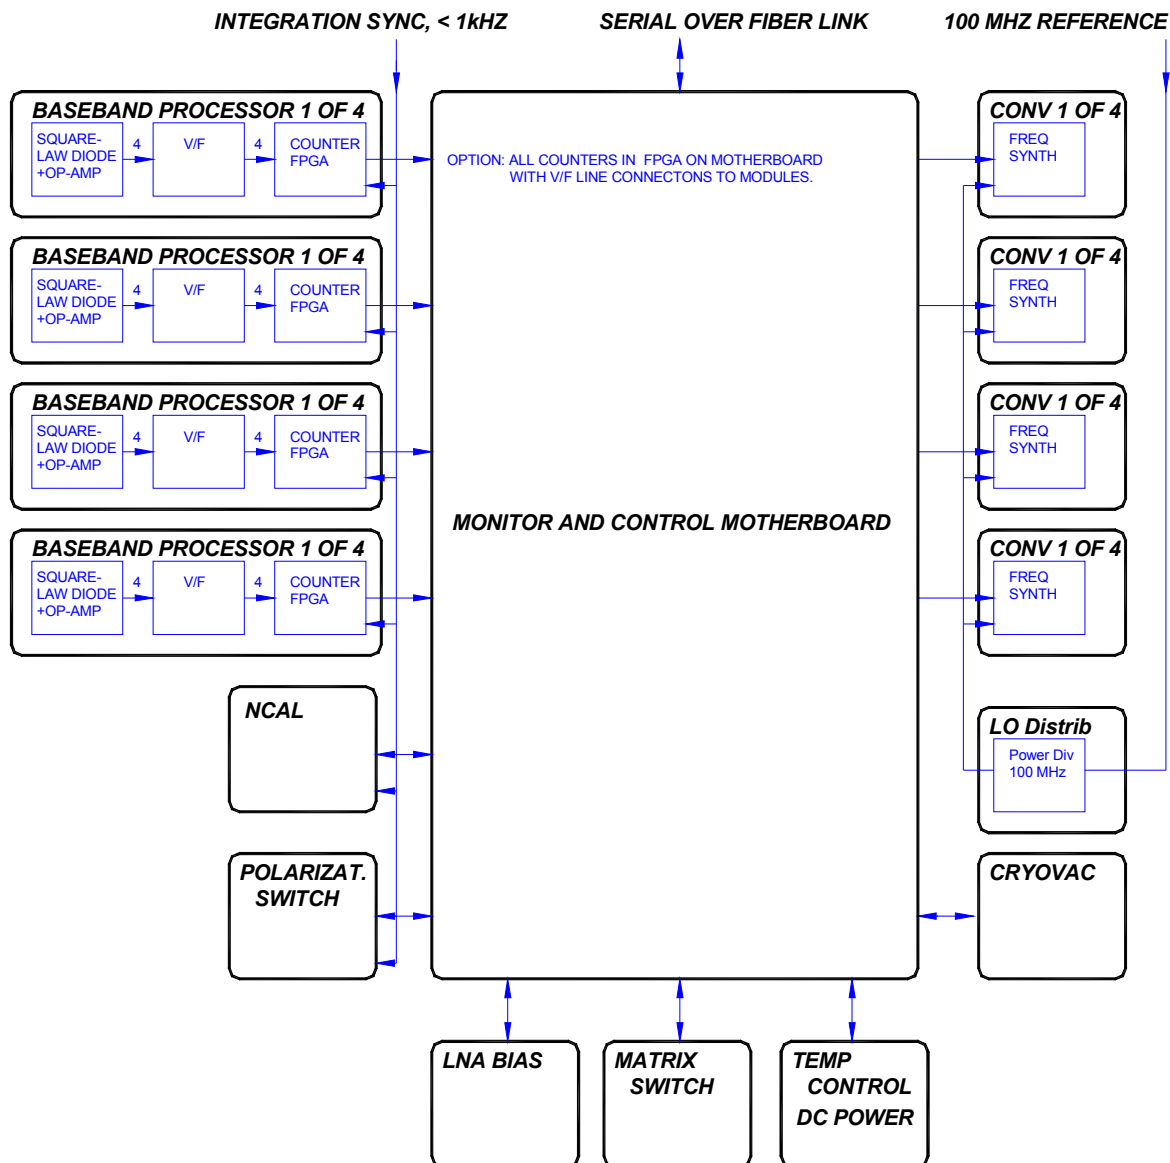 INTEGRATION SYNC, < 1kHZ
SERIAL OVER FIBER LINK
100 MHZ REFERENCE
BASEBAND PROCESSOR 1 OF 4
SQUARE-
LAW DIODE
+OP-AMP
4
V/F
4
COUNTER
FPGA
OPTION: ALL COUNTERS IN FPGA ON MOTHERBOARD
WITH V/F LINE CONNECTONS TO MODULES.
CONV 1 OF 4
FREQ
SYNTH
BASEBAND PROCESSOR 1 OF 4
SQUARE-
LAW DIODE
+OP-AMP
4
V/F
4
COUNTER
FPGA
CONV 1 OF 4
FREQ
SYNTH
BASEBAND PROCESSOR 1 OF 4
SQUARE-
LAW DIODE
+OP-AMP
4
V/F
4
COUNTER
FPGA
CONV 1 OF 4
FREQ
SYNTH
MONITOR AND CONTROL MOTHERBOARD
BASEBAND PROCESSOR 1 OF 4
SQUARE-
LAW DIODE
+OP-AMP
4
V/F
4
COUNTER
FPGA
CONV 1 OF 4
FREQ
SYNTH
NCAL
LO Distrib
Power Div
100 MHz
POLARIZAT.
SWITCH
CRYOVAC
LNA BIAS
MATRIX
SWITCH
TEMP
CONTROL
DC POWER